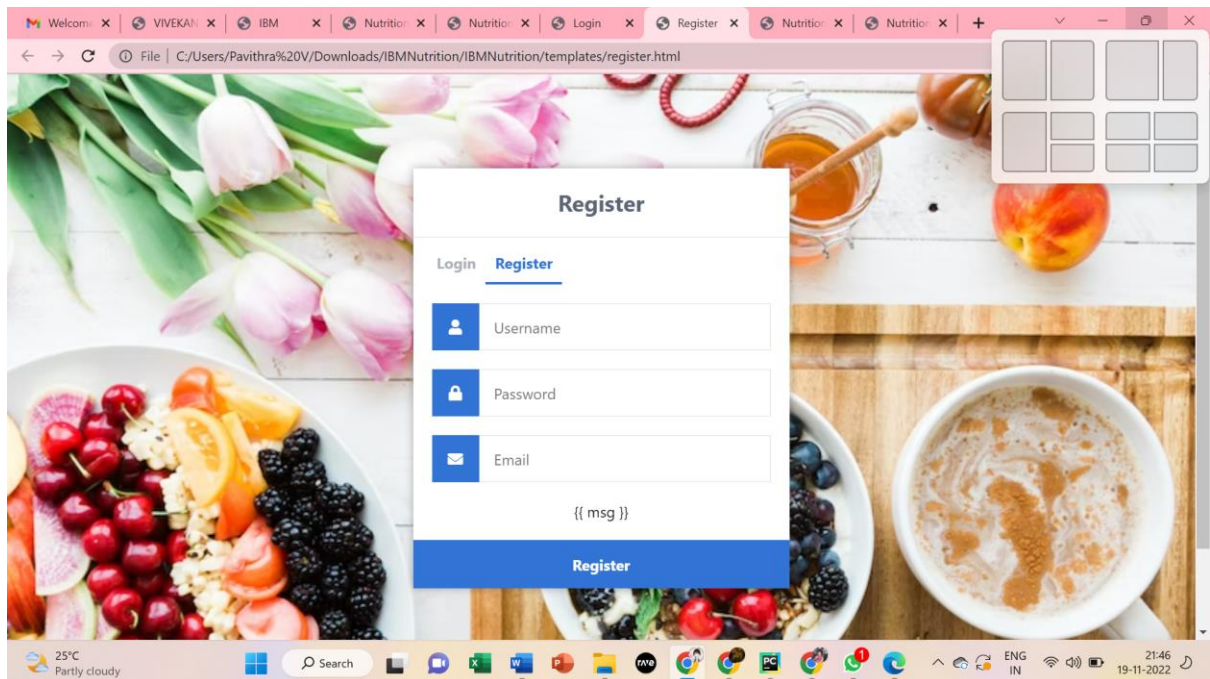 Welcome
VIVEKAN
IBM
Nutrition
Nutrition
Login
Register
Nutrition
Nutrition
File | C:/Users/Pavithra%20V/Downloads/IBMNutrition/IBMNutrition/templates/register.html
Register
Login Register
Username
Password
Email
{{ msg }}
Register
25°C
Partly cloudy
Search
ENG
IN
21:46
19-11-2022